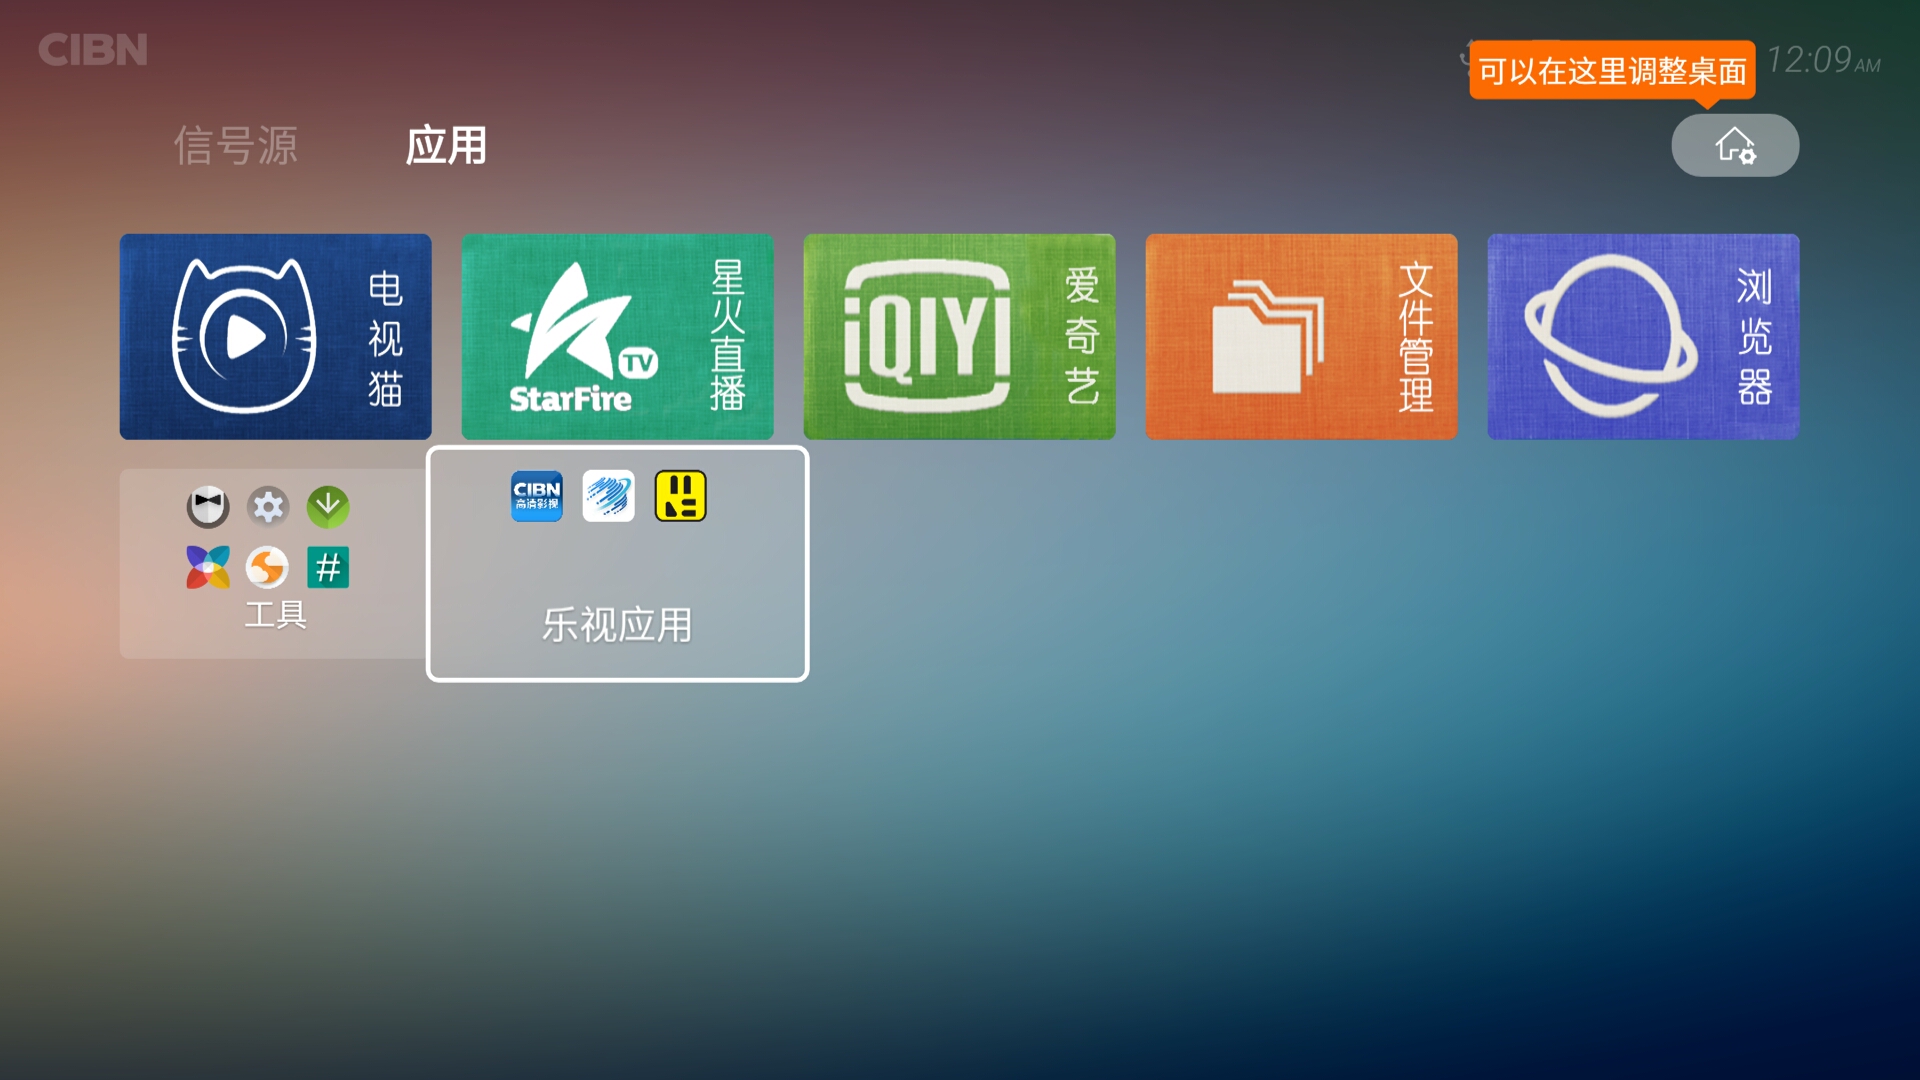 CIBN
可以在这里调整桌面
12:09AM
信号源
应用
电视猫
StarFire TV
星火直播
iQIYI
爱奇艺
文件管理
浏览器
工具
CIBN
高清影视
乐视应用